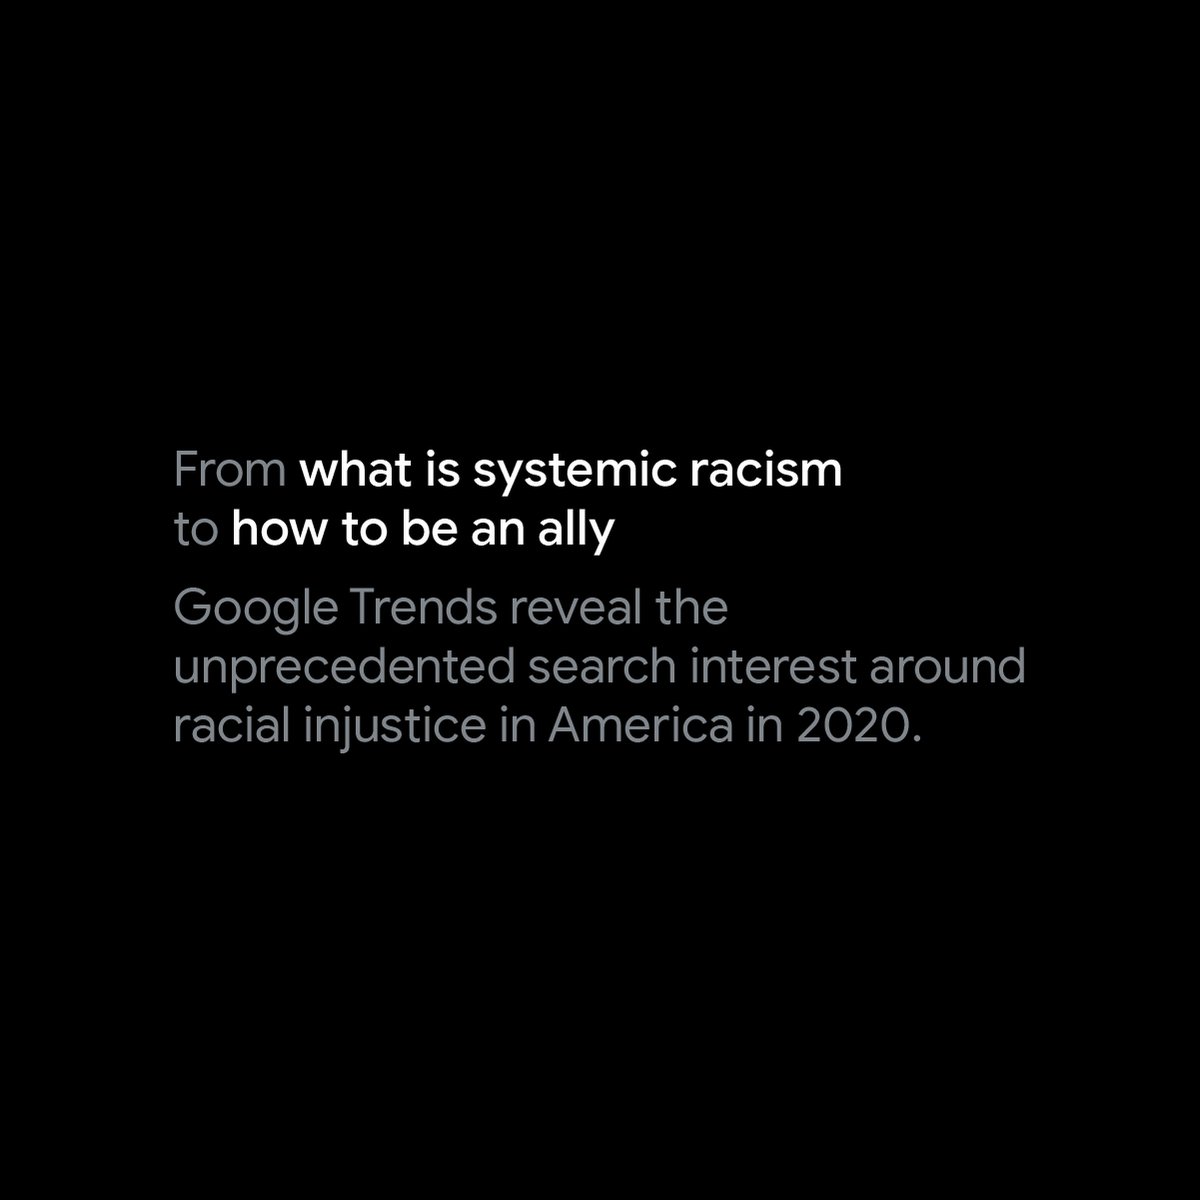 From what is systemic racism
to how to be an ally
Google Trends reveal the
unprecedented search interest around
racial injustice in America in 2020.